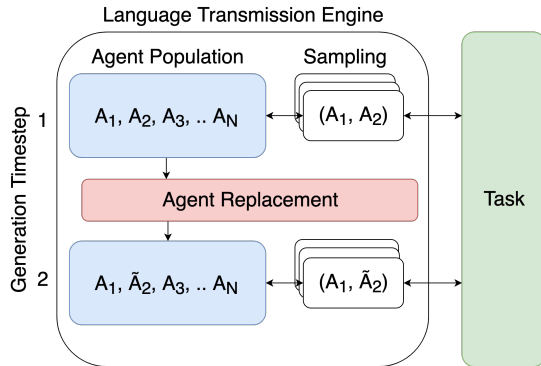 Language Transmission Engine
Agent Population
Sampling
Generation Timestep
1
A₁, A₂, A₃, .. A_N
(A₁, A₂)
Task
Agent Replacement
2
A₁, Ã₂, A₃, .. A_N
(A₁, Ã₂)